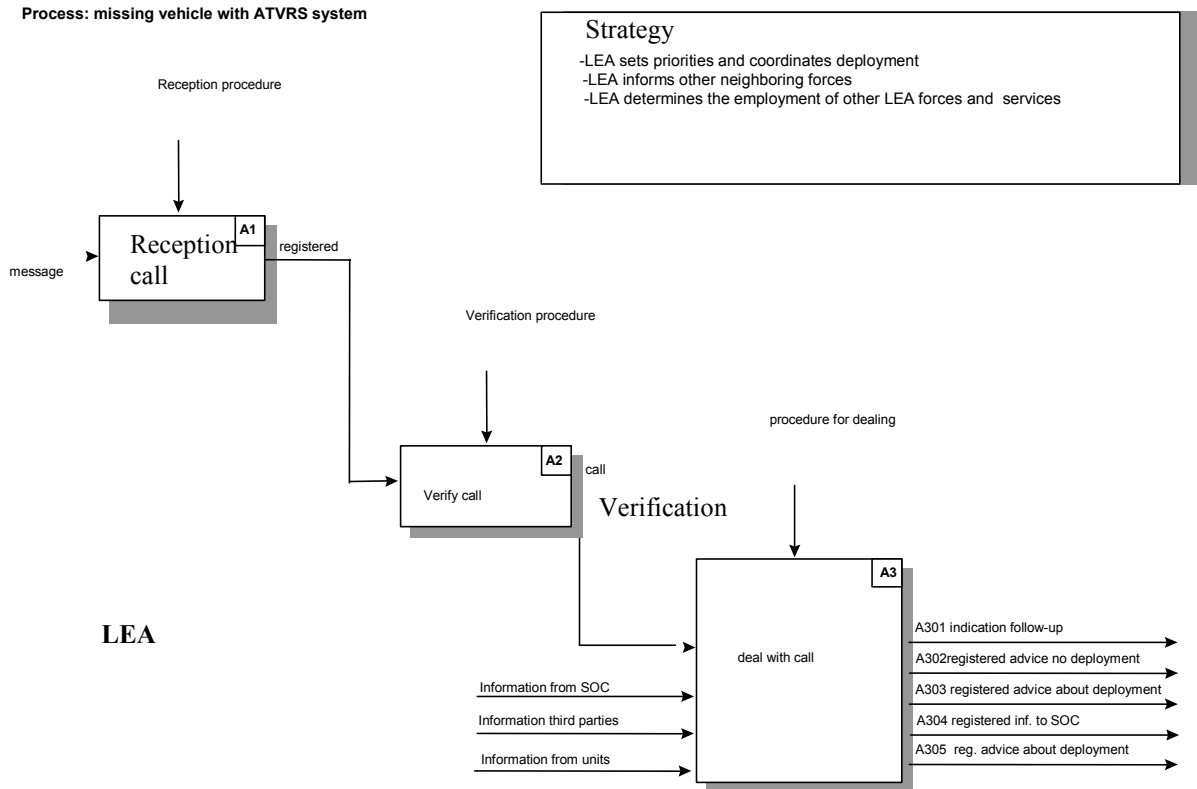 Process: missing vehicle with ATVRS system
Strategy
-LEA sets priorities and coordinates deployment
-LEA informs other neighboring forces
-LEA determines the employment of other LEA forces and services
Reception procedure
A1
Reception
call
registered
message
Verification procedure
A2
call
Verify call
Verification
procedure for dealing
A3
deal with call
LEA
Information from SOC
Information third parties
Information from units
A301 indication follow-up
A302registered advice no deployment
A303 registered advice about deployment
A304 registered inf. to SOC
A305 reg. advice about deployment